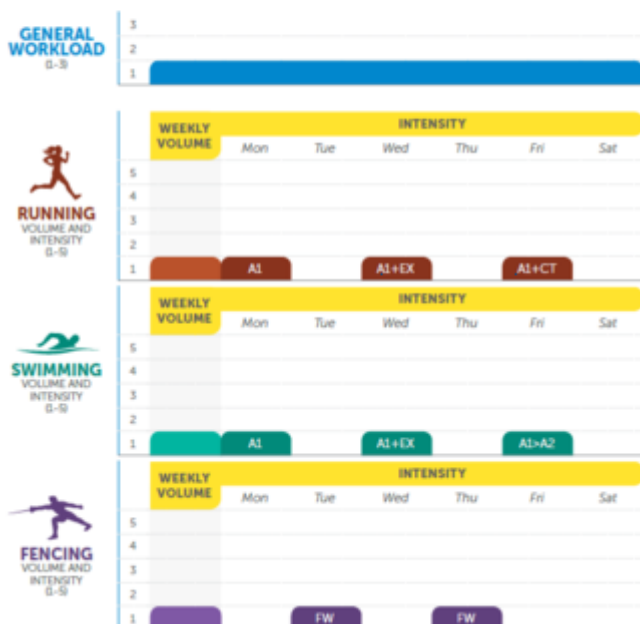 GENERAL
WORKLOAD
(1-3)
3
2
1
WEEKLY
VOLUME
INTENSITY
Mon Tue Wed Thu Fri Sat
RUNNING
VOLUME AND
INTENSITY
(1-5)
5
4
3
2
1 A1 A1+EX A1+CT
WEEKLY
VOLUME
INTENSITY
Mon Tue Wed Thu Fri Sat
SWIMMING
VOLUME AND
INTENSITY
(1-5)
5
4
3
2
1 A1 A1+EX A1>A2
WEEKLY
VOLUME
INTENSITY
Mon Tue Wed Thu Fri Sat
FENCING
VOLUME AND
INTENSITY
(1-5)
5
4
3
2
1 FW FW